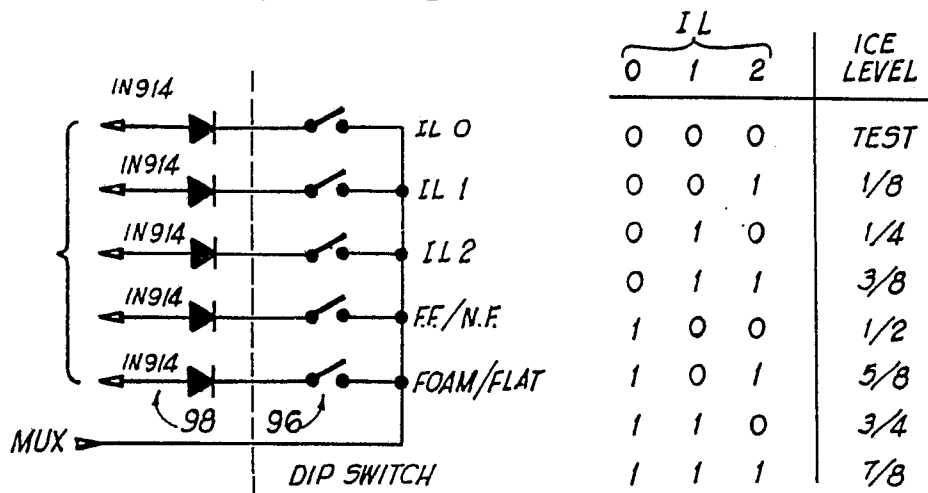 IN914
IL 0
IN914
IL 1
IN914
IL 2
IN914
F.F./N.F.
IN914
FOAM/FLAT
98
96
MUX
DIP SWITCH
IL
0 1 2 ICE LEVEL
0 0 0 TEST
0 0 1 1/8
0 1 0 1/4
0 1 1 3/8
1 0 0 1/2
1 0 1 5/8
1 1 0 3/4
1 1 1 7/8